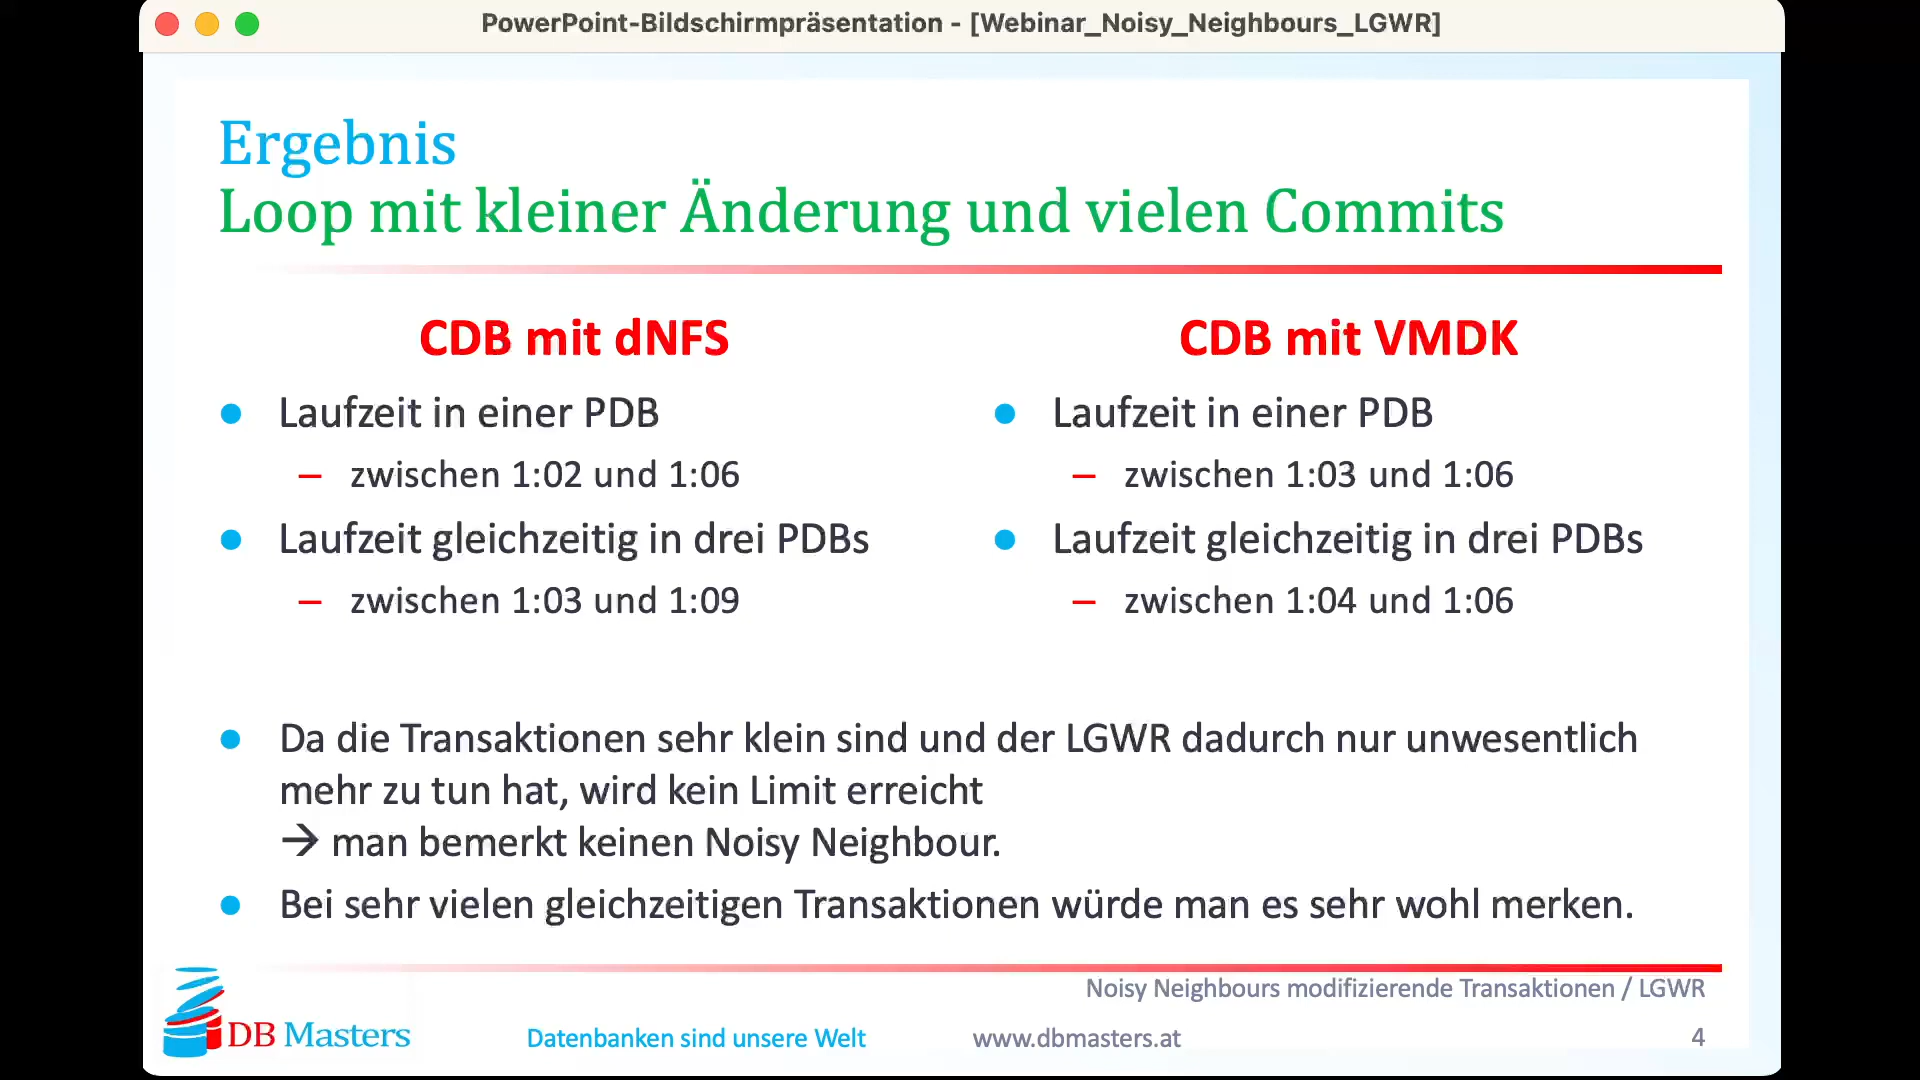 PowerPoint-Bildschirmpräsentation - [Webinar_Noisy_Neighbours_LGWR]
Ergebnis
Loop mit kleiner Änderung und vielen Commits
CDB mit dNFS
● Laufzeit in einer PDB
– zwischen 1:02 und 1:06
● Laufzeit gleichzeitig in drei PDBs
– zwischen 1:03 und 1:09
CDB mit VMDK
● Laufzeit in einer PDB
– zwischen 1:03 und 1:06
● Laufzeit gleichzeitig in drei PDBs
– zwischen 1:04 und 1:06
● Da die Transaktionen sehr klein sind und der LGWR dadurch nur unwesentlich
mehr zu tun hat, wird kein Limit erreicht
→ man bemerkt keinen Noisy Neighbour.
● Bei sehr vielen gleichzeitigen Transaktionen würde man es sehr wohl merken.
Noisy Neighbours modifizierende Transaktionen / LGWR
DB Masters
Datenbanken sind unsere Welt
www.dbmasters.at
4